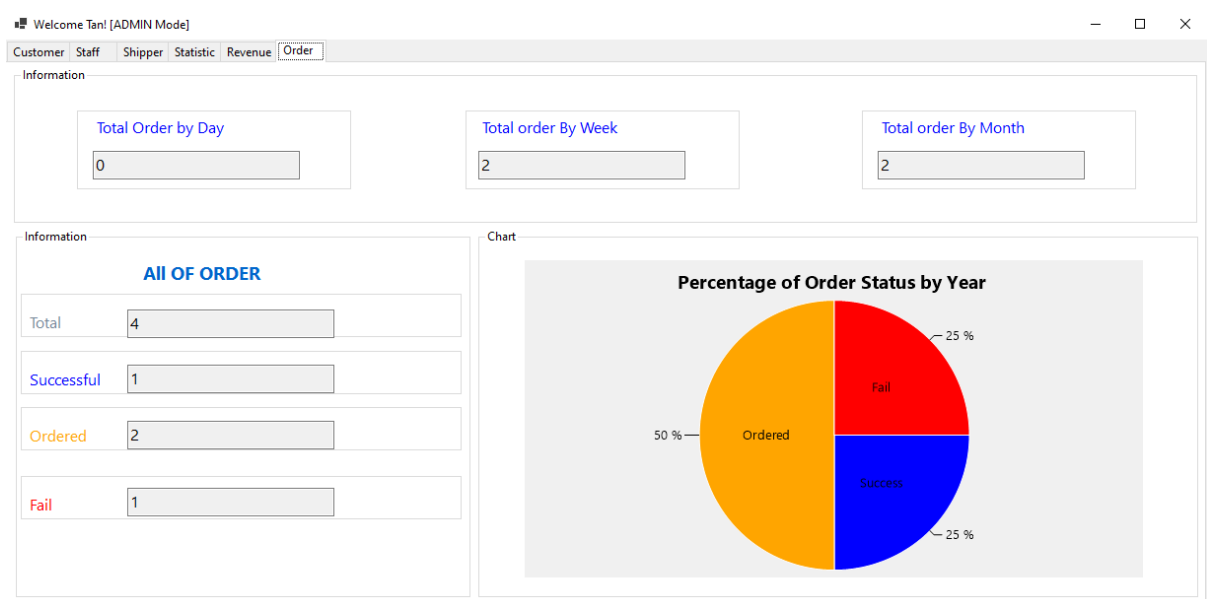 Welcome Tan! [ADMIN Mode]
Customer Staff Shipper Statistic Revenue Order
Information
Total Order by Day
0
Total order By Week
2
Total order By Month
2
Information
All OF ORDER
Total 4
Successful 1
Ordered 2
Fail 1
Chart
Percentage of Order Status by Year
25 %
Fail
50 %
Ordered
Success
25 %